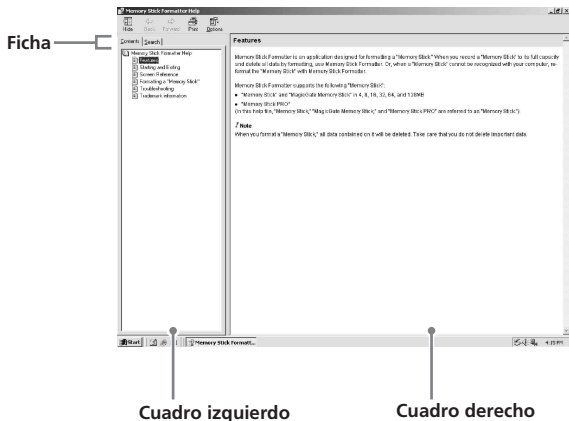 Memory Stick Formatter Help
Hide Back Forward Print Options
Ficha
Contents Search
Memory Stick Formatter Help
Features
Starting and Exiting
Screen Reference
Formatting a "Memory Stick"
Troubleshooting
Trademark information
Features
Memory Stick Formatter is an application designed for formatting a "Memory Stick." When you record a "Memory Stick" to its full capacity
and delete all data by formatting, use Memory Stick Formatter. Or, when a "Memory Stick" cannot be recognized with your computer, re-
format the "Memory Stick" with Memory Stick Formatter.
Memory Stick Formatter supports the following "Memory Stick":
• "Memory Stick" and "MagicGate Memory Stick" in 4, 8, 16, 32, 64, and 128MB
• "Memory Stick PRO"
(In this help file, "Memory Stick," "MagicGate Memory Stick," and "Memory Stick PRO" are referred to as "Memory Stick.")
Note
When you format a "Memory Stick," all data contained on it will be deleted. Take care that you do not delete important data.
Start
Memory Stick Formatt...
4:15 PM
Cuadro izquierdo
Cuadro derecho